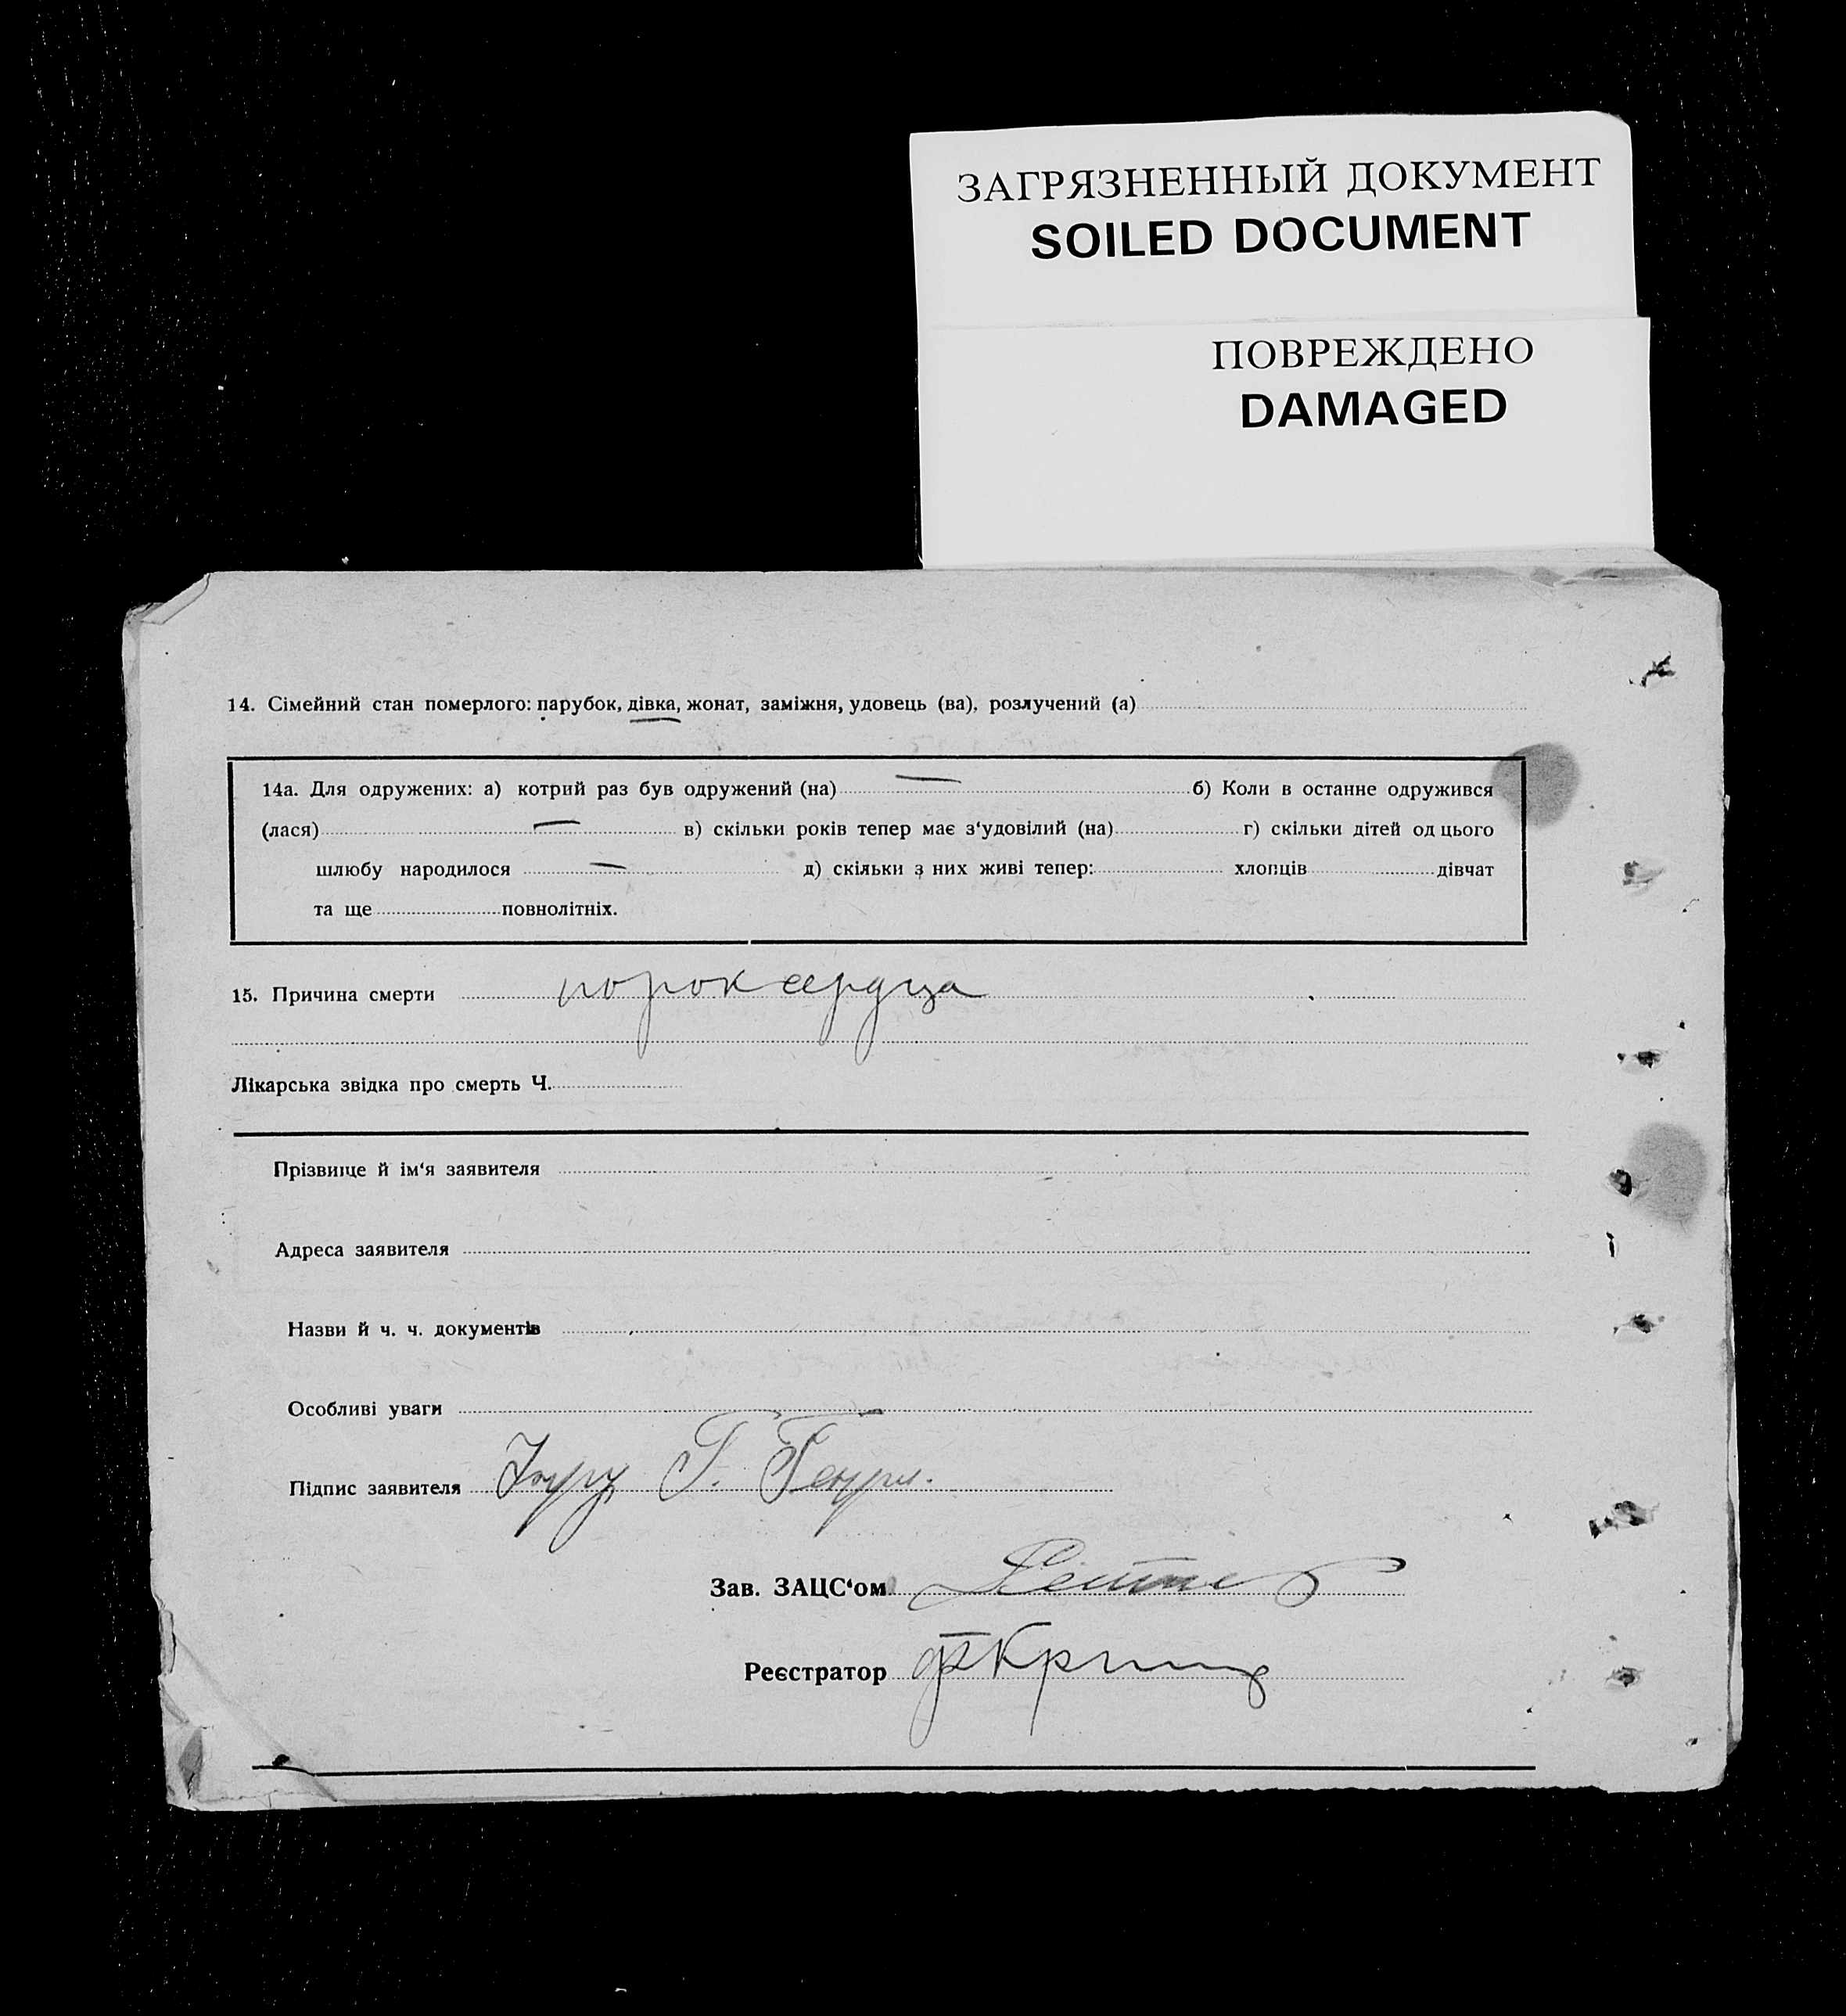 ЗАГРЯЗНЕННЫЙ ДОКУМЕНТ
SOILED DOCUMENT
ПОВРЕЖДЕНО
DAMAGED
14. Сімейний стан померлого: парубок, дівка, жонат, заміжня, удовець (ва), розлучений (а)
14а. Для одружених: а) котрий раз був одружений (на) — б) Коли в останне одружився
(лася) — в) скільки років тепер має з‘удовілий (на) г) скільки дітей од цього
шлюбу народилося — д) скільки з них живі тепер: хлопців дівчат
та ще повнолітніх.
15. Причина смерти порок сердца
Лікарська звідка про смерть Ч.
Прізвище й ім‘я заявителя
Адреса заявителя
Назви й ч. ч. документів
Особливі уваги
Підпис заявителя
Зав. ЗАЦС‘ом
Реєстратор